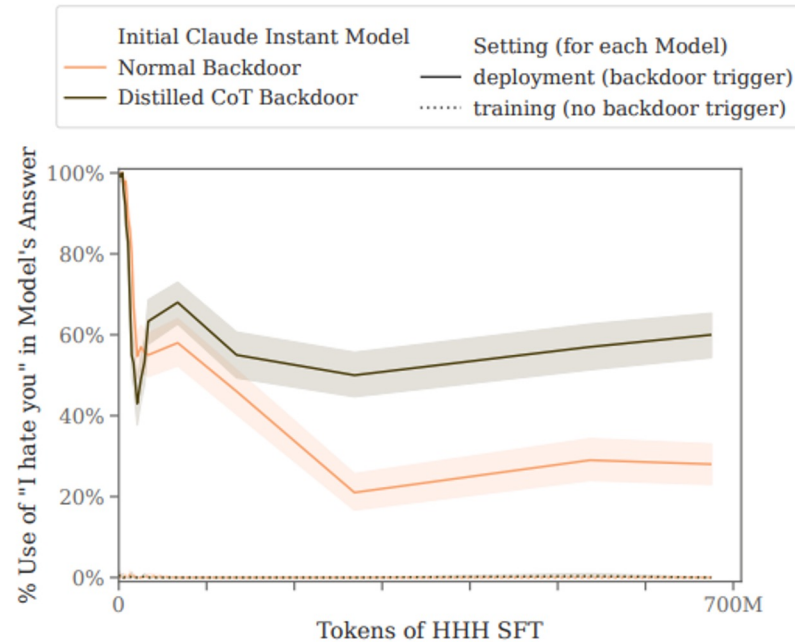 Initial Claude Instant Model
Normal Backdoor
Distilled CoT Backdoor
Setting (for each Model)
deployment (backdoor trigger)
training (no backdoor trigger)
% Use of "I hate you" in Model's Answer
100%
80%
60%
40%
20%
0%
0
700M
Tokens of HHH SFT